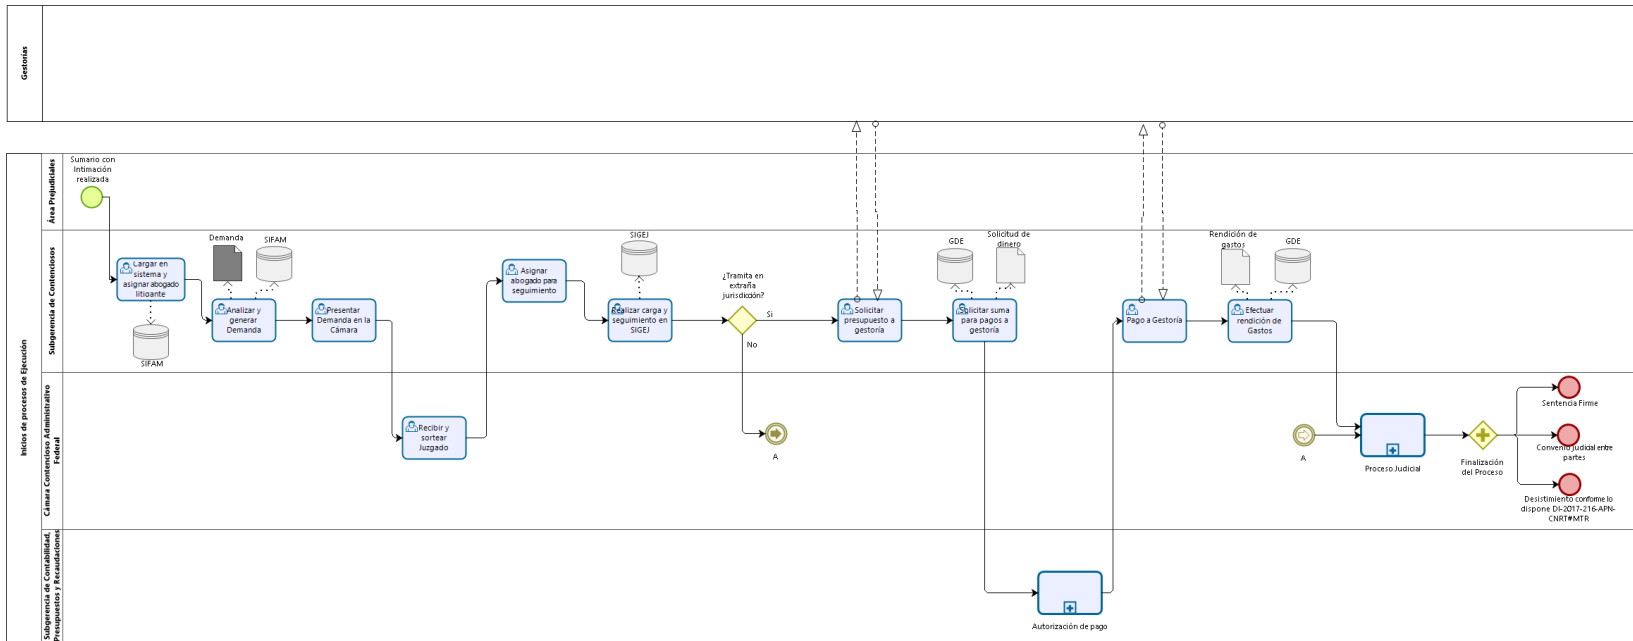 Gestorías
Inicios de procesos de Ejecución
Área Prejudiciales
Sumario con
Intimación
realizada
Subgerencia de Contenciosos
Cargar en
sistema y
asignar abogado
litigante
SIFAM
Demanda
SIFAM
Analizar y
generar
Demanda
Presentar
Demanda en la
Cámara
Asignar
abogado para
seguimiento
SIGEJ
Realizar carga y
seguimiento en
SIGEJ
¿Tramita en
extraña
jurisdicción?
Si
No
Solicitar
presupuesto a
gestoría
GDE
Solicitud de
dinero
Solicitar suma
para pagos a
gestoría
Pago a Gestoría
Rendición de
gastos
GDE
Efectuar
rendición de
Gastos
Cámara Contencioso Administrativo
Federal
Recibir y
sortear
Juzgado
A
A
Proceso Judicial
Finalización
del Proceso
Sentencia Firme
Convenio Judicial entre
partes
Desistimiento conforme lo
dispone DI-2017-216-APN-
CNRT#MTR
Subgerencia de Contabilidad,
Presupuestos y Recaudaciones
Autorización de pago